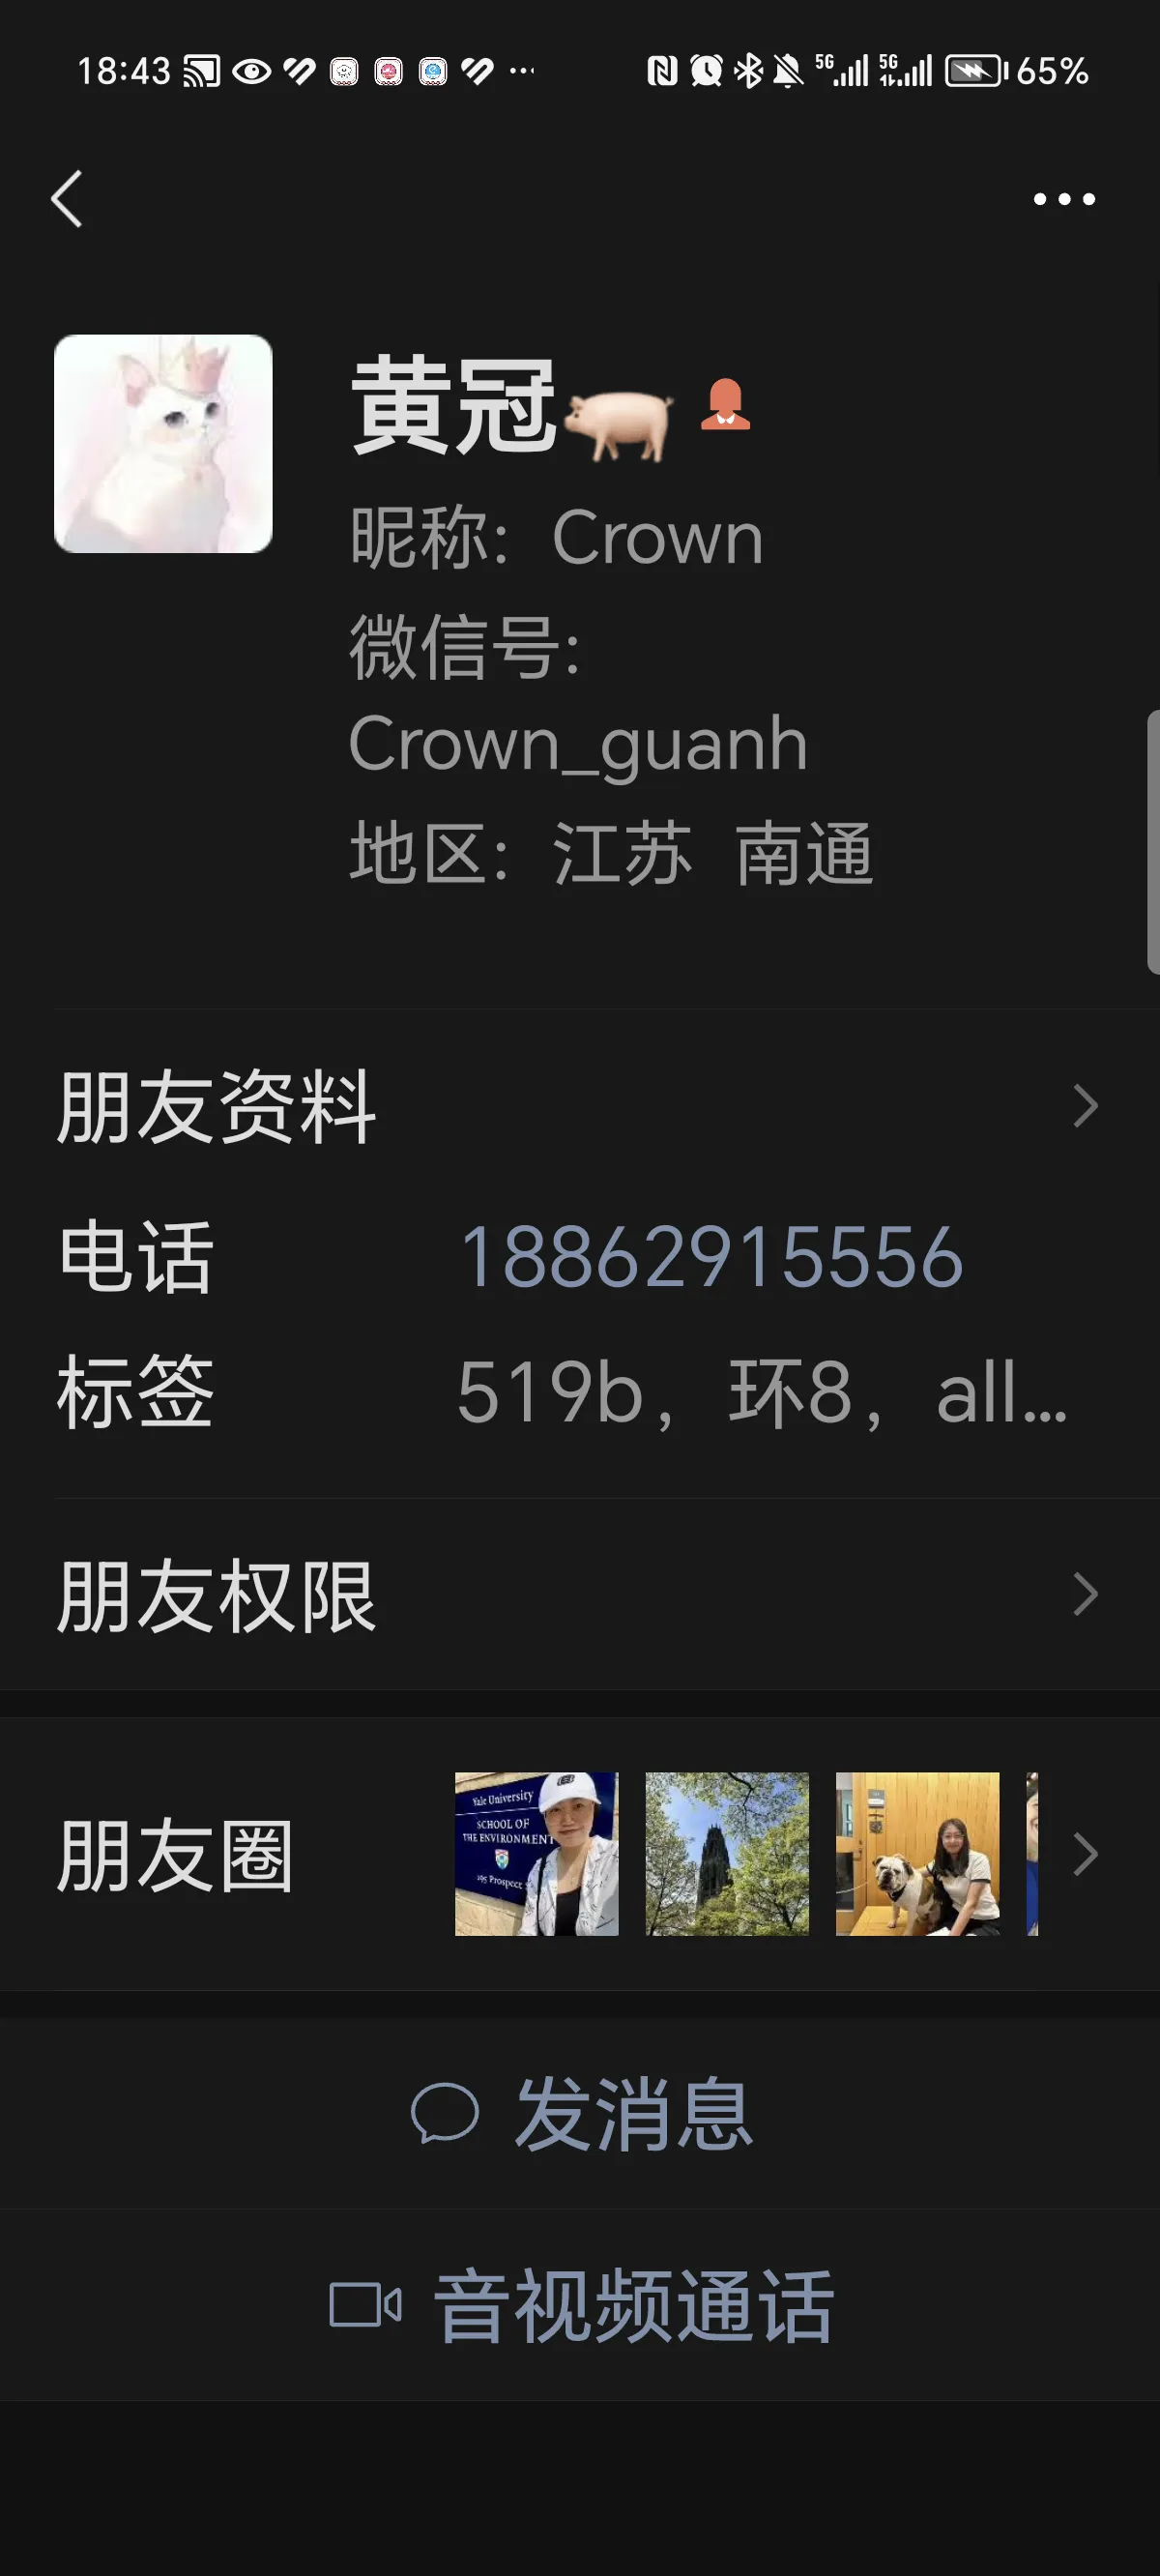 18:43 5G 5G 65%
黄冠
昵称: Crown
微信号:
Crown_guanh
地区: 江苏 南通
朋友资料
电话 18862915556
标签 519b, 环8, all...
朋友权限
朋友圈
Yale University
SCHOOL OF
THE ENVIRONMENT
195 Prospect
发消息
音视频通话